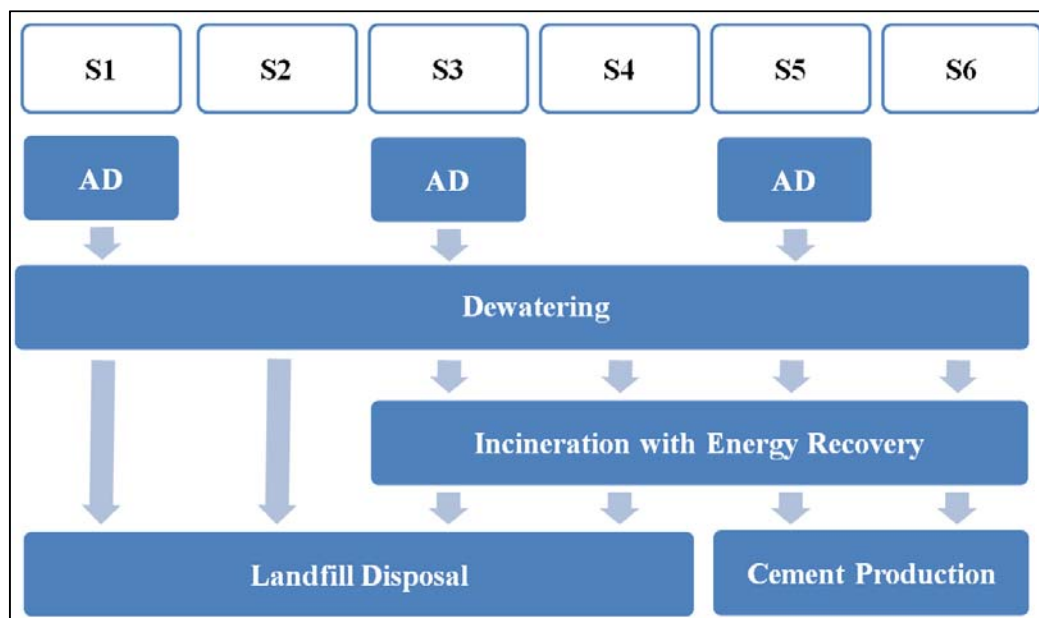 S1
S2
S3
S4
S5
S6
AD
AD
AD
Dewatering
Incineration with Energy Recovery
Landfill Disposal
Cement Production